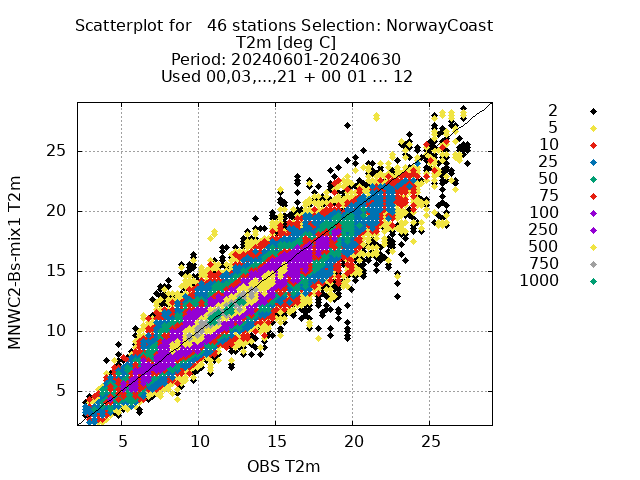 Scatterplot for   46 stations Selection: NorwayCoast
T2m [deg C]
Period: 20240601-20240630
Used 00,03,...,21 + 00 01 ... 12
2
5
10
25
50
75
100
250
500
750
1000
MNWC2-Bs-mix1 T2m
25
20
15
10
5
5 10 15 20 25
OBS T2m